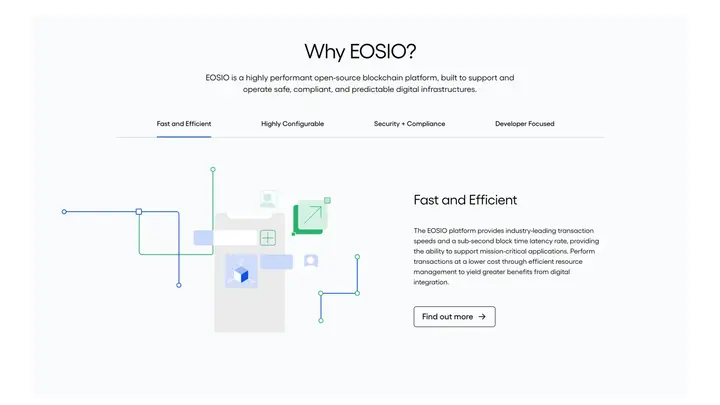 Why EOSIO?
EOSIO is a highly performant open-source blockchain platform, built to support and
operate safe, compliant, and predictable digital infrastructures.
Fast and Efficient
Highly Configurable
Security + Compliance
Developer Focused
Fast and Efficient
The EOSIO platform provides industry-leading transaction
speeds and a sub-second block time latency rate, providing
the ability to support mission-critical applications. Perform
transactions at a lower cost through efficient resource
management to yield greater benefits from digital
integration.
Find out more